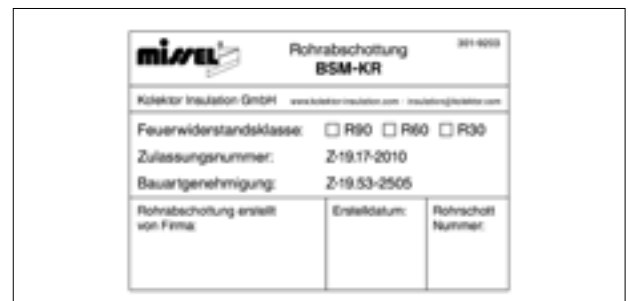 missel
Rohrabschottung
BSM-KR
301-9203
Kolektor Insulation GmbH www.kolektor-insulation.com · insulation@kolektor.com
Feuerwiderstandsklasse: ☐ R90 ☐ R60 ☐ R30
Zulassungsnummer: Z-19.17-2010
Bauartgenehmigung: Z-19.53-2505
Rohrabschottung erstellt
von Firma:
Erstelldatum:
Rohrschott
Nummer: